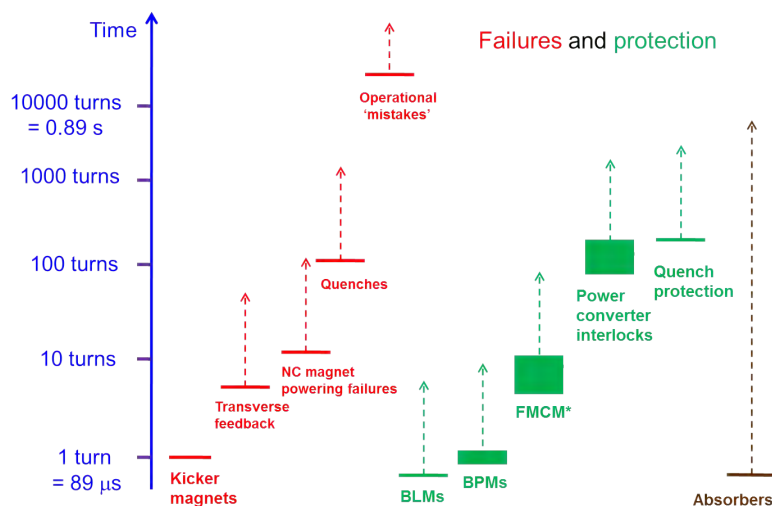 Time
Failures and protection
10000 turns
= 0.89 s
1000 turns
100 turns
10 turns
1 turn
= 89 μs
Operational
‘mistakes’
Quenches
NC magnet
powering failures
Transverse
feedback
Kicker
magnets
BLMs
BPMs
FMCM*
Power
converter
interlocks
Quench
protection
Absorbers